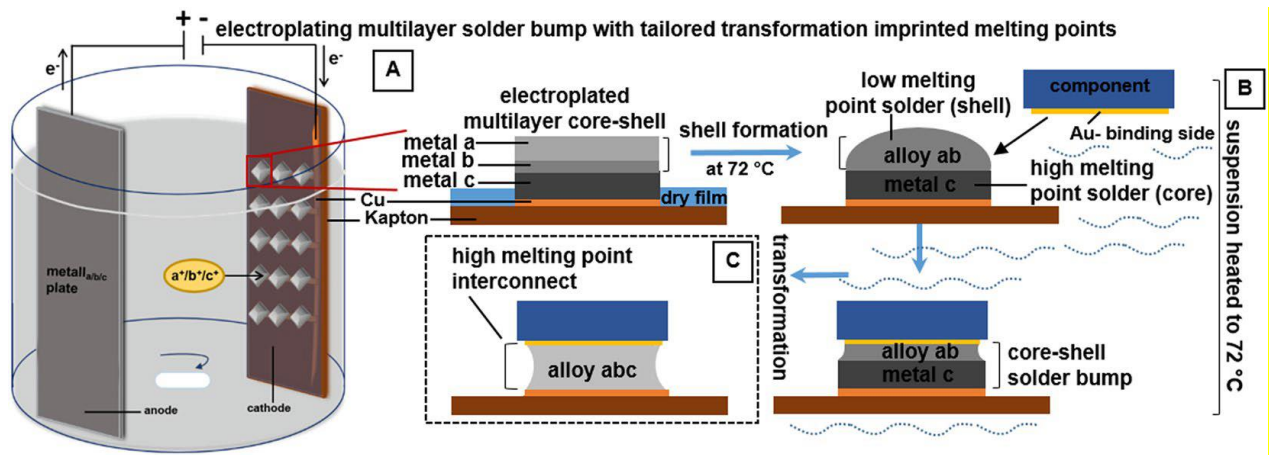 + -
electroplating multilayer solder bump with tailored transformation imprinted melting points
e-
e-
A
electroplated
multilayer core-shell
metal a
metal b
metal c
Cu
Kapton
dry film
shell formation
at 72 °C
low melting
point solder (shell)
alloy ab
metal c
component
Au- binding side
high melting
point solder (core)
B
suspension heated to 72 °C
metall a/b/c
plate
a+/b+/c+
anode
cathode
C
high melting point
interconnect
alloy abc
transformation
alloy ab
metal c
core-shell
solder bump